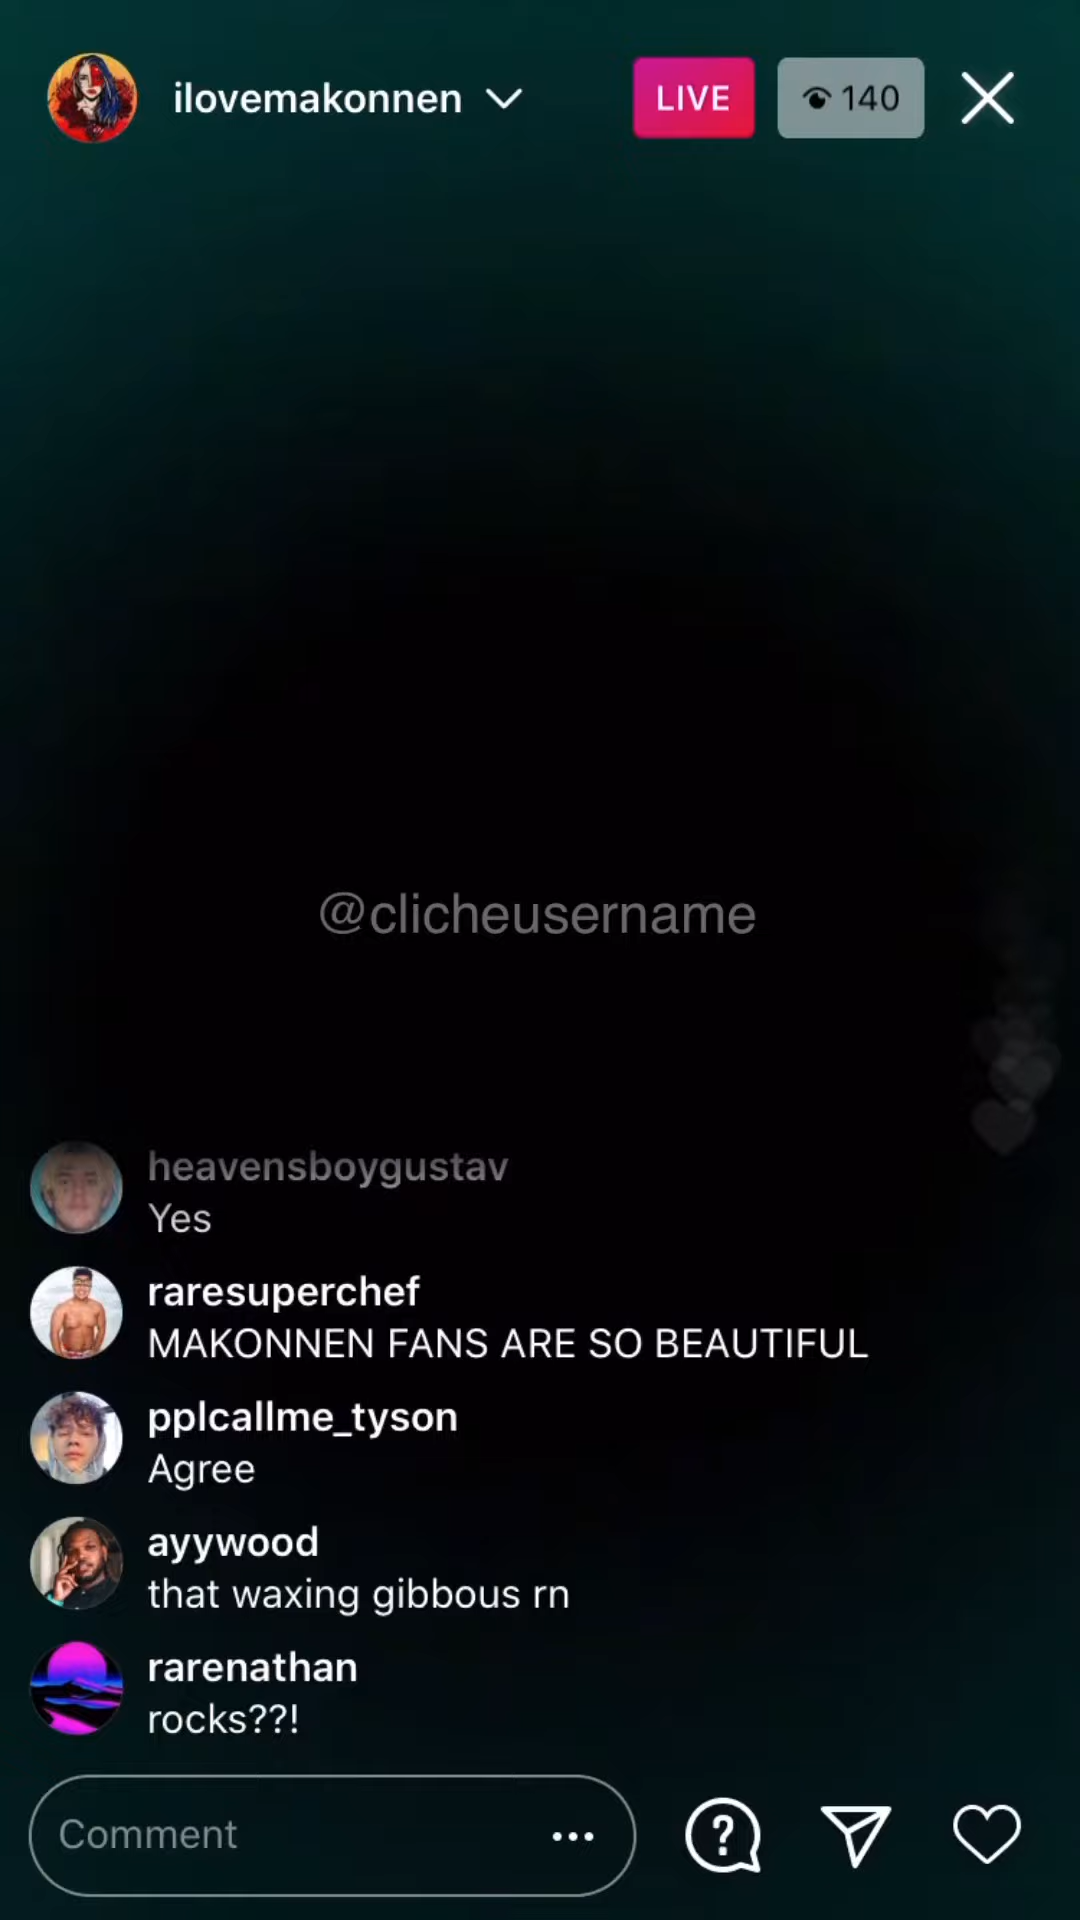 ilovemakonnen
LIVE
140
@clicheusername
heavensboygustav
Yes
raresuperchef
MAKONNEN FANS ARE SO BEAUTIFUL
pplcallme_tyson
Agree
ayywood
that waxing gibbous rn
rarenathan
rocks??!
Comment